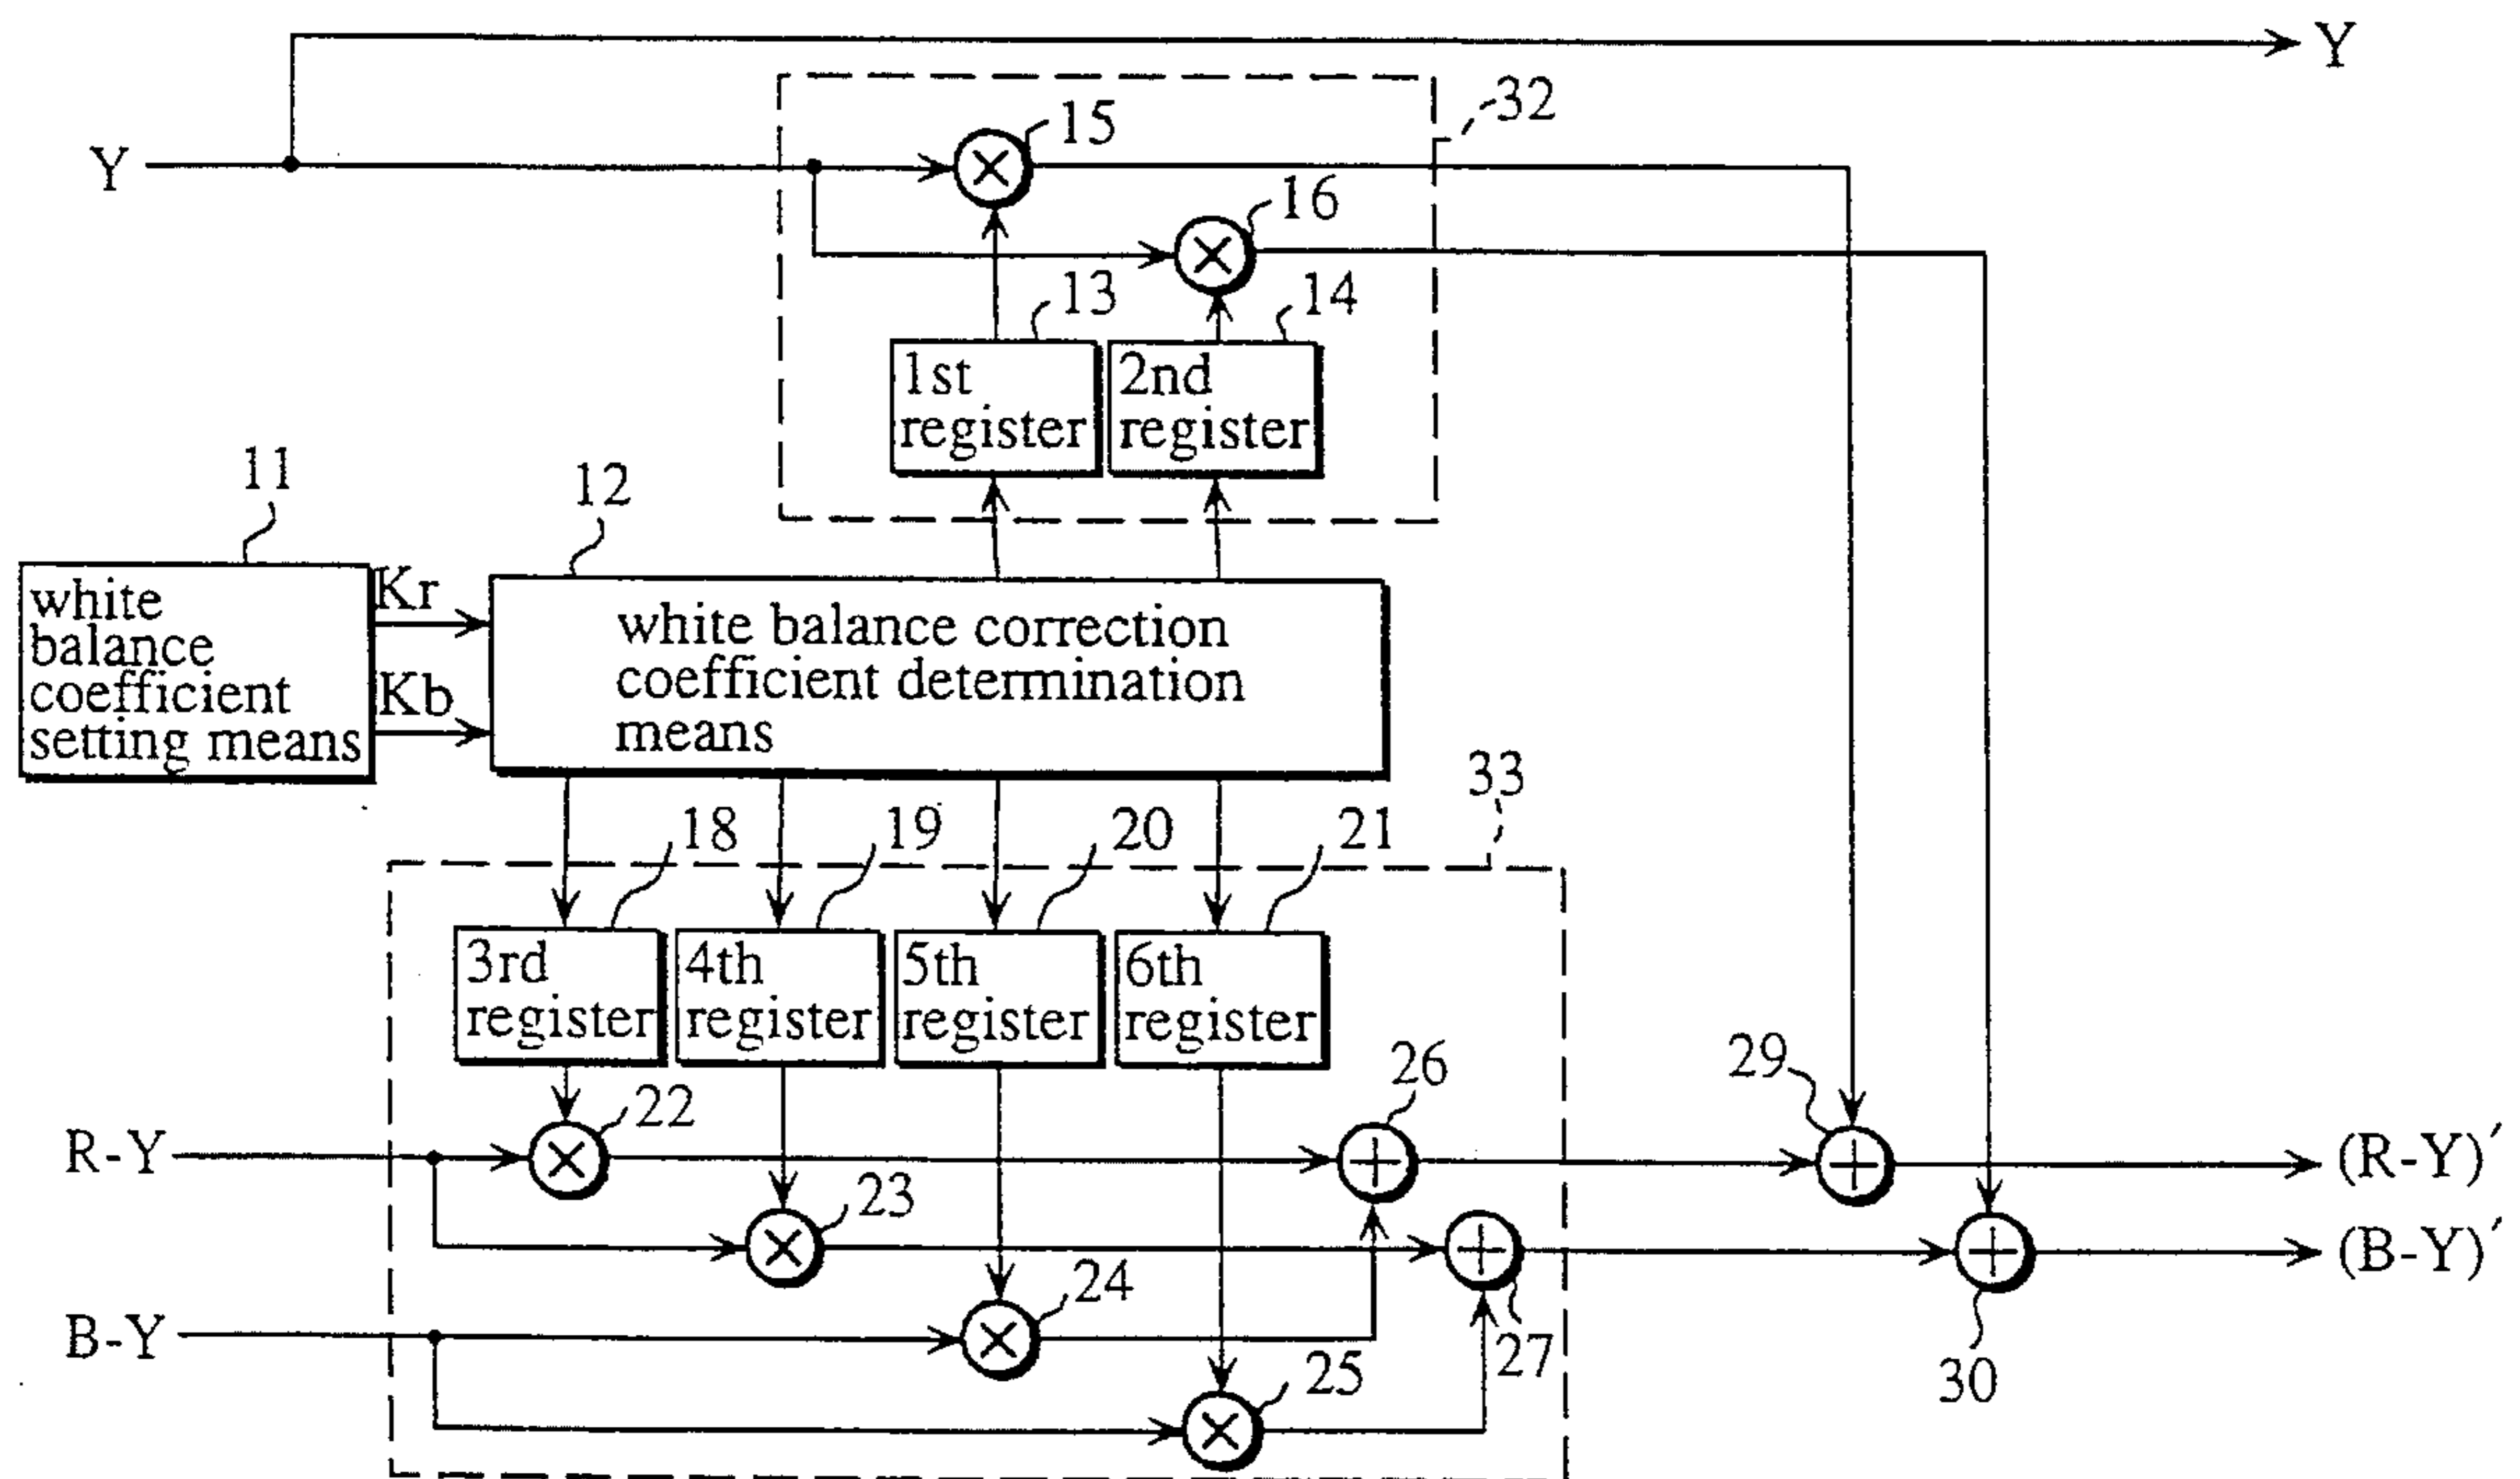 Y
32
15
Y
16
13
14
1st
register
2nd
register
11
12
white
balance
coefficient
setting means
Kr
Kb
white balance correction
coefficient determination
means
33
18
19
20
21
3rd
register
4th
register
5th
register
6th
register
26
29
22
R-Y
(R-Y)′
23
(B-Y)′
24
B-Y
27
25
30